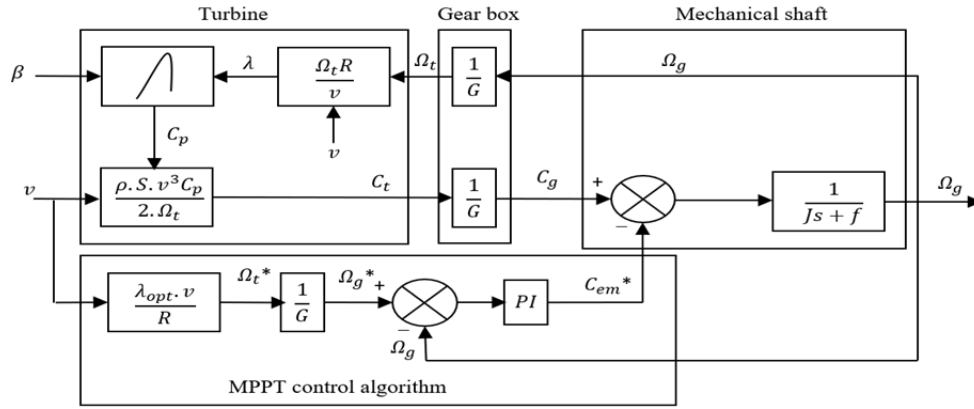 Turbine
Gear box
Mechanical shaft
β
λ
Ω_t R / v
Ω_t
1 / G
Ω_g
C_p
v
v
ρ.S.v³C_p / 2.Ω_t
C_t
1 / G
C_g
+
−
1 / Js + f
Ω_g
λ_opt.v / R
Ω_t*
1 / G
Ω_g*
+
−
Ω_g
PI
C_em*
MPPT control algorithm